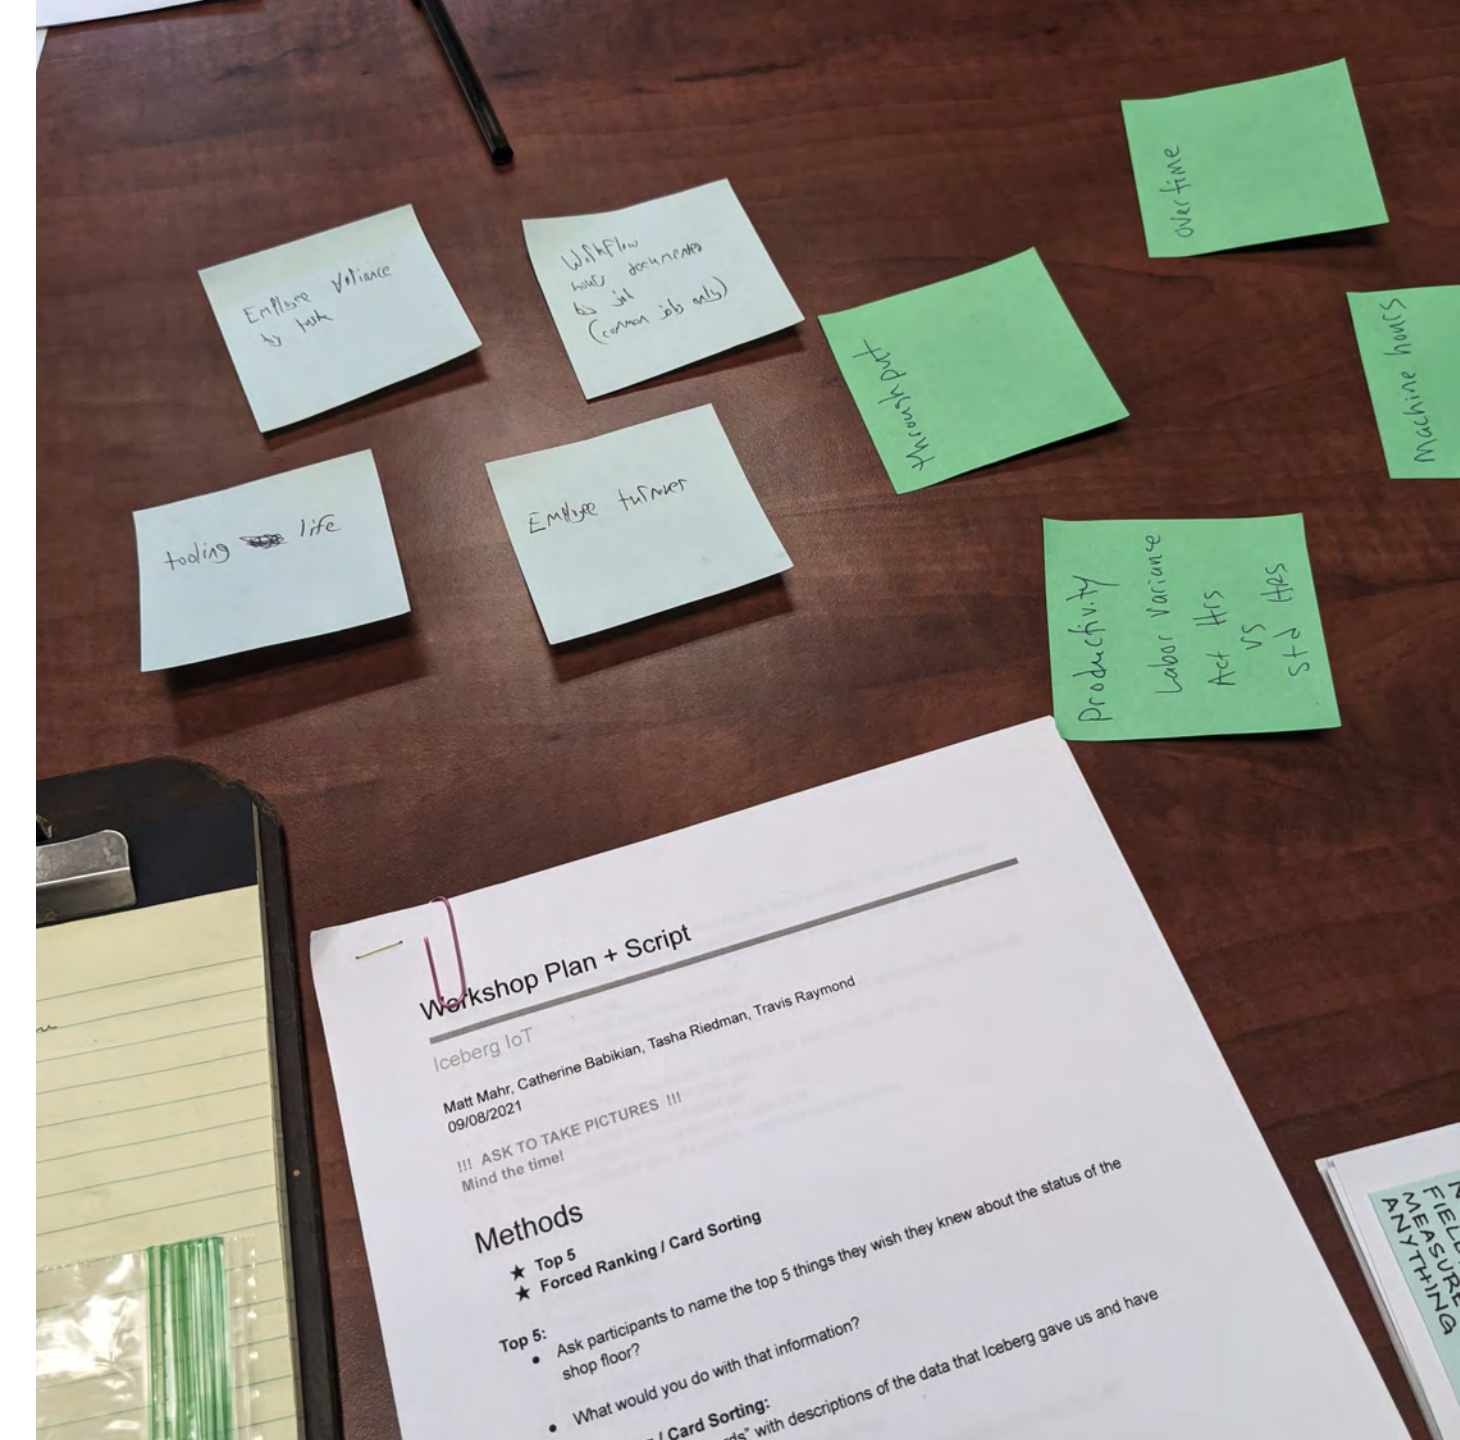 Employee Variance
by task
Workflow
hours documented
by job
(common jobs only)
tooling life
Employee turnover
throughput
overtime
Machine hours
Productivity
Labor Variance
Act Hrs
vs
Std HRS
Workshop Plan + Script
Iceberg IoT
Matt Mahr, Catherine Babikian, Tasha Riedman, Travis Raymond
09/08/2021
!!! ASK TO TAKE PICTURES !!!
Mind the time!
Methods
★ Top 5
★ Forced Ranking / Card Sorting
Top 5:
• Ask participants to name the top 5 things they wish they knew about the status of the
shop floor?
• What would you do with that information?
/ Card Sorting:
with descriptions of the data that Iceberg gave us and have
MEASURE
ANYTHING